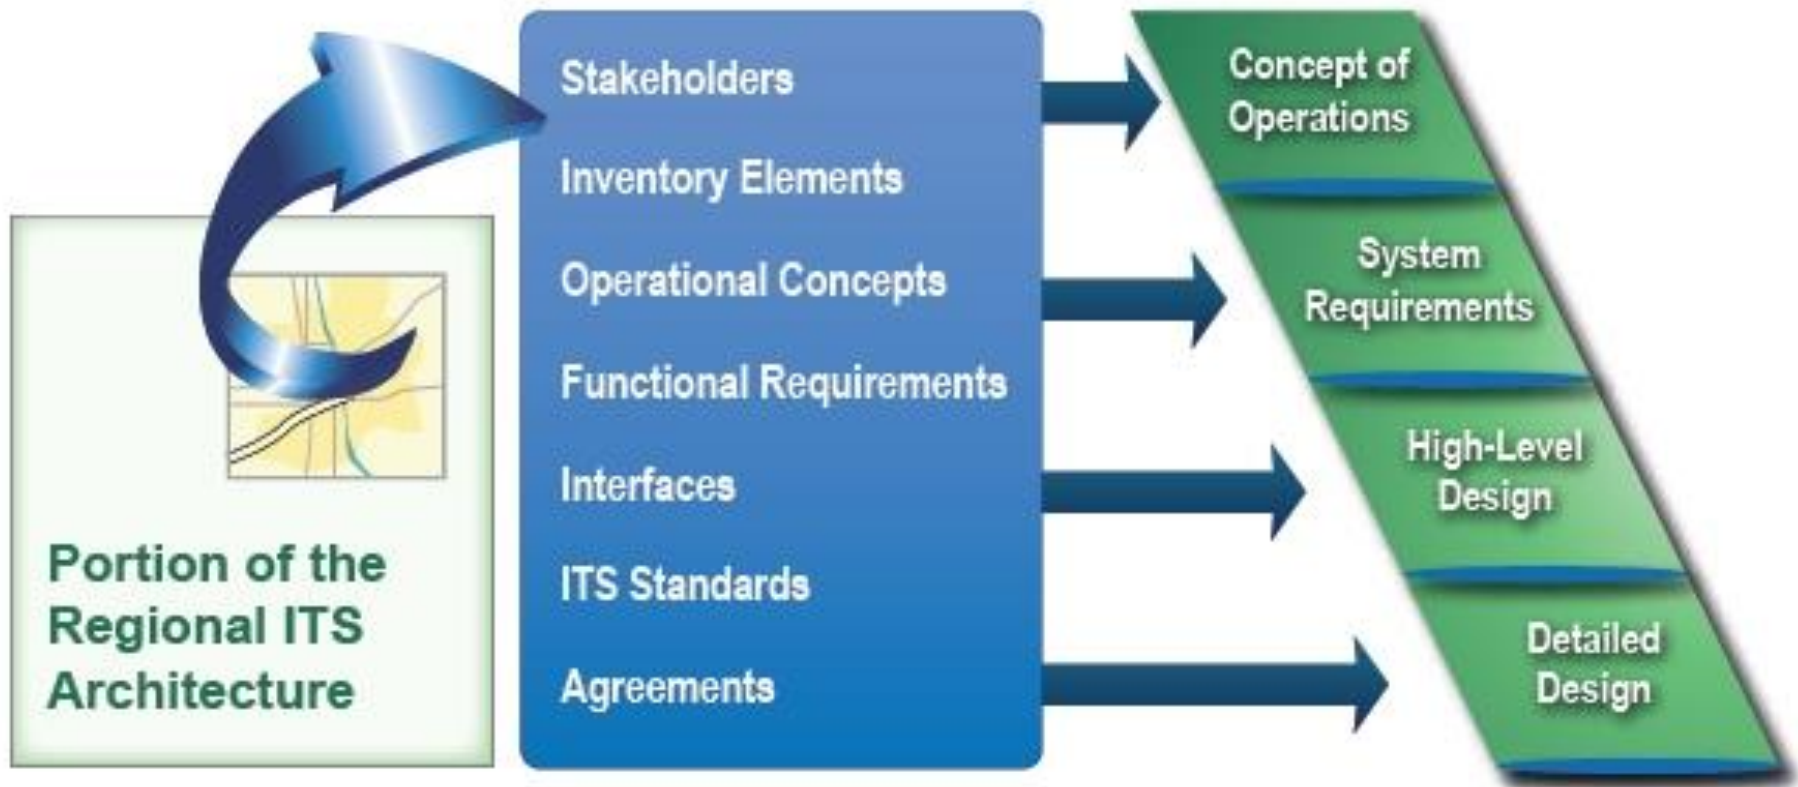 Portion of the
Regional ITS
Architecture
Stakeholders
Inventory Elements
Operational Concepts
Functional Requirements
Interfaces
ITS Standards
Agreements
Concept of
Operations
System
Requirements
High-Level
Design
Detailed
Design